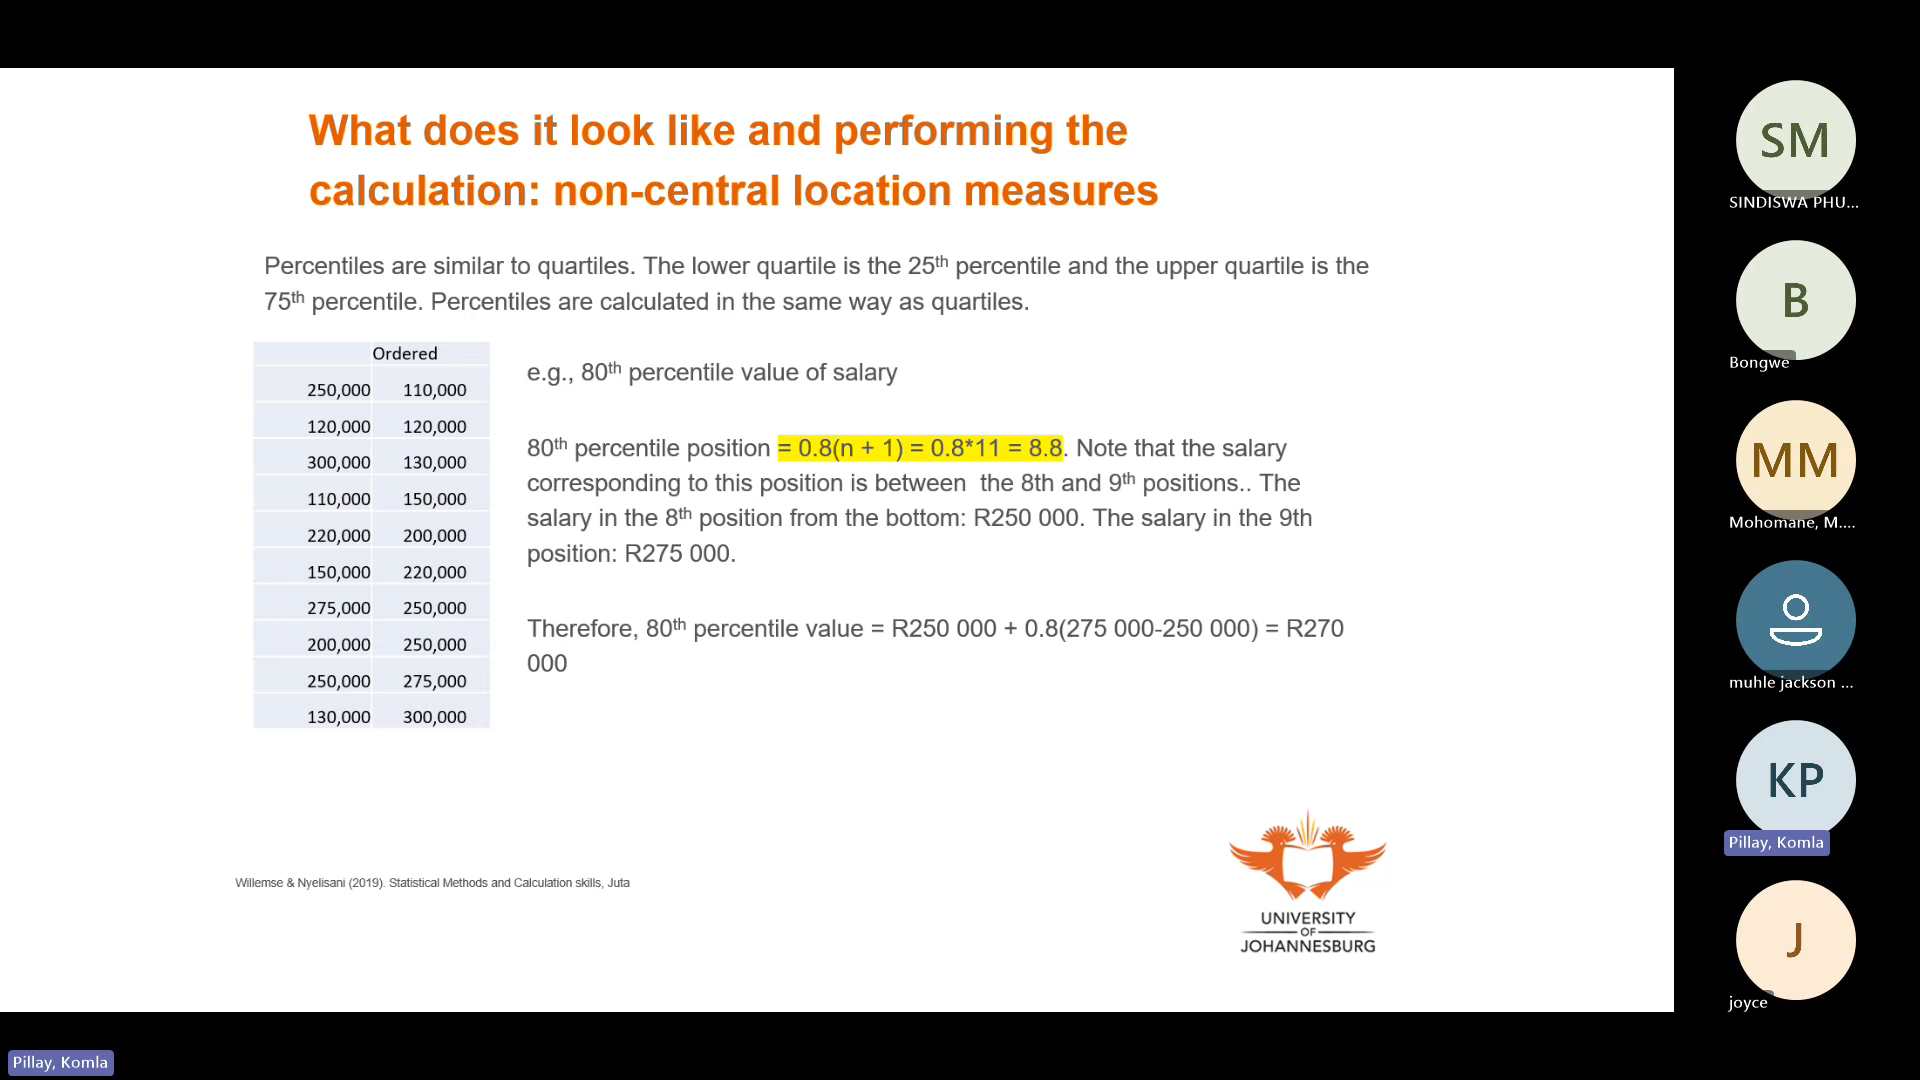 What does it look like and performing the
calculation: non-central location measures
Percentiles are similar to quartiles. The lower quartile is the 25th percentile and the upper quartile is the
75th percentile. Percentiles are calculated in the same way as quartiles.
Ordered
250,000 110,000
120,000 120,000
300,000 130,000
110,000 150,000
220,000 200,000
150,000 220,000
275,000 250,000
200,000 250,000
250,000 275,000
130,000 300,000
e.g., 80th percentile value of salary
80th percentile position = 0.8(n + 1) = 0.8*11 = 8.8. Note that the salary
corresponding to this position is between the 8th and 9th positions.. The
salary in the 8th position from the bottom: R250 000. The salary in the 9th
position: R275 000.
Therefore, 80th percentile value = R250 000 + 0.8(275 000-250 000) = R270
000
Willemse & Nyelisani (2019). Statistical Methods and Calculation skills, Juta
UNIVERSITY
OF
JOHANNESBURG
SM
SINDISWA PHU...
B
Bongwe
MM
Mohomane, M....
muhle jackson ...
KP
Pillay, Komla
J
joyce
Pillay, Komla